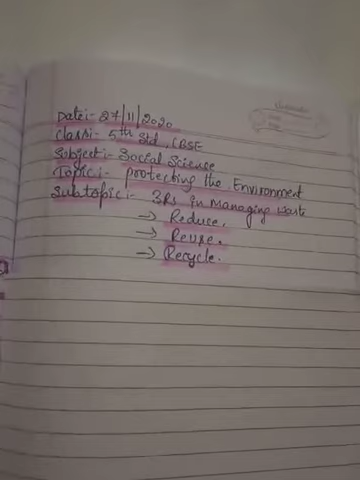 Date:- 27/11/2020
Class:- 5th Std, CBSE
Subject:- Social Science
Topic:- protecting the Environment
Subtopic:- 3Rs in Managing waste
→ Reduce.
→ Reuse.
→ Recycle.